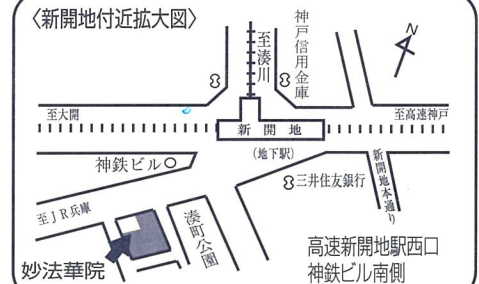 〈新開地付近拡大図〉
至湊川
神戸信用金庫
N
至大開
至高速神戸
新開地
(地下駅)
神鉄ビル
三井住友銀行
新開地本通り
至JR兵庫
湊町公園
妙法華院
高速新開地駅西口
神鉄ビル南側